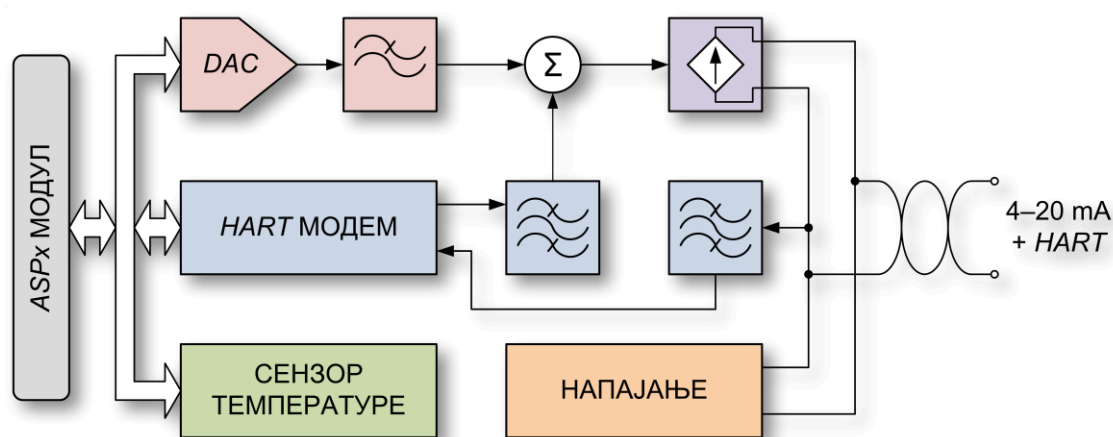 ASPx МОДУЛ
DAC
Σ
HART МОДЕМ
4–20 mA
+ HART
СЕНЗОР
ТЕМПЕРАТУРЕ
НАПАЈАЊЕ